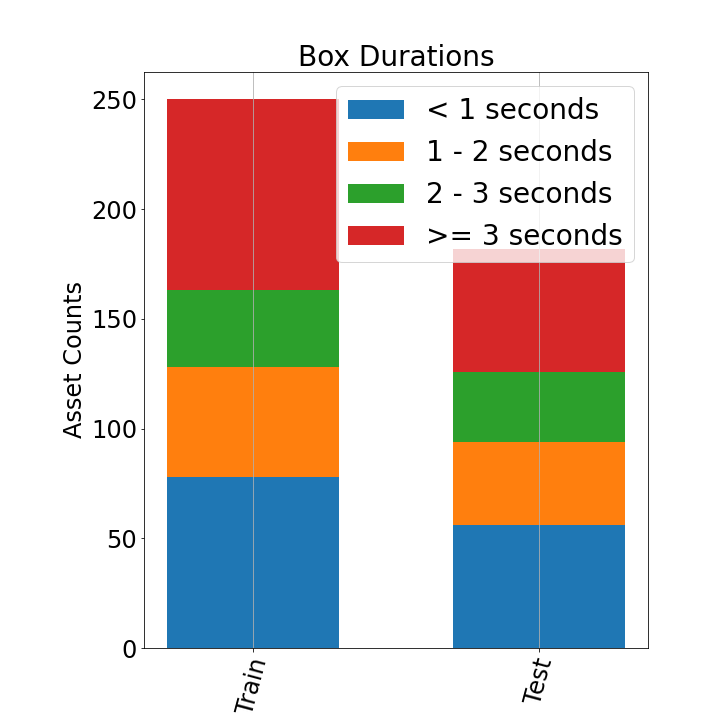 Box Durations
< 1 seconds
1 - 2 seconds
2 - 3 seconds
>= 3 seconds
Asset Counts
250
200
150
100
50
0
Train
Test